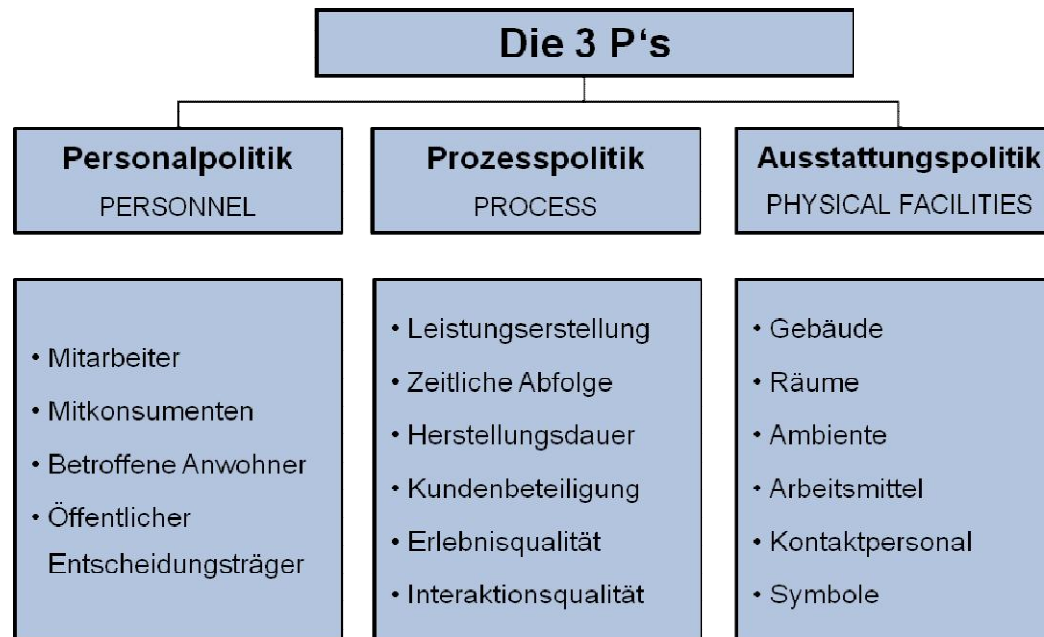 Die 3 P‘s
Personalpolitik
PERSONNEL
Prozesspolitik
PROCESS
Ausstattungspolitik
PHYSICAL FACILITIES
• Mitarbeiter
• Mitkonsumenten
• Betroffene Anwohner
• Öffentlicher
Entscheidungsträger
• Leistungserstellung
• Zeitliche Abfolge
• Herstellungsdauer
• Kundenbeteiligung
• Erlebnisqualität
• Interaktionsqualität
• Gebäude
• Räume
• Ambiente
• Arbeitsmittel
• Kontaktpersonal
• Symbole